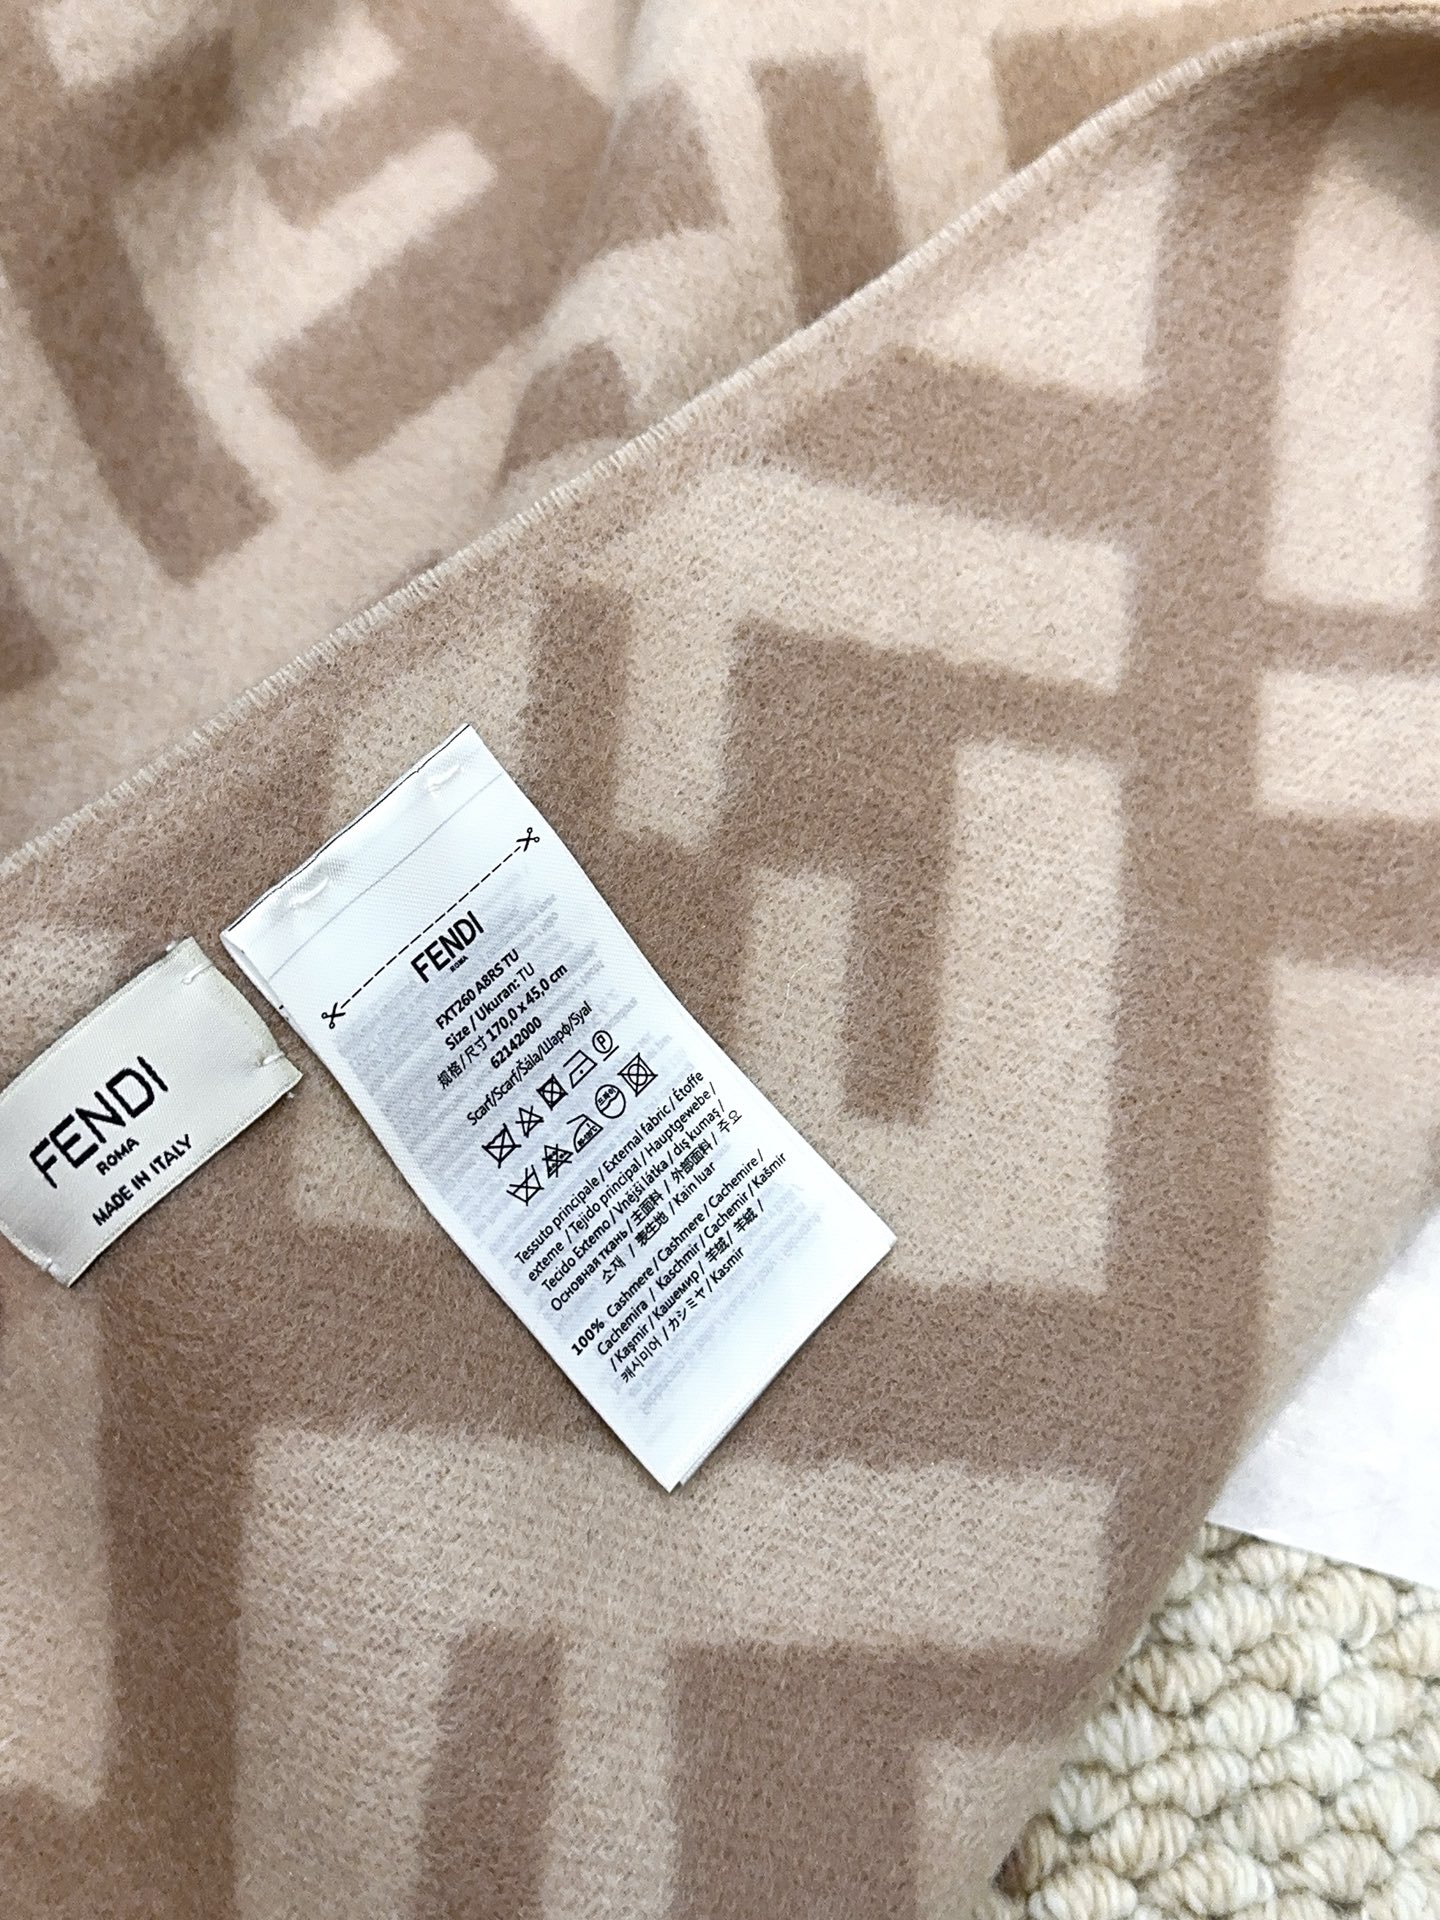 FENDI
ROMA
MADE IN ITALY
FENDI
ROMA
FXT260 A8RS TU
Size / Ukuran: TU
规格 / 尺寸 170,0 x 45,0 cm
62142000
Scarf/Scarf/Šála/Шарф/Syal
P
Tessuto principale / External fabric / Étoffe
externe / Tejido principal / Hauptgewebe /
Tecido Externo / Vnější látka / dış kumaş /
Основная ткань / 主面料 / 外部面料 / 주요
소재 / 表生地 / Kain luar
100% Cashmere / Cashmere / Cachemire /
Cachemira / Kaschmir / Cachemir / Kašmír
/ Kaşmir / Кашемир / 羊绒 / 羊絨 /
캐시미어 / カシミヤ / Kasmir